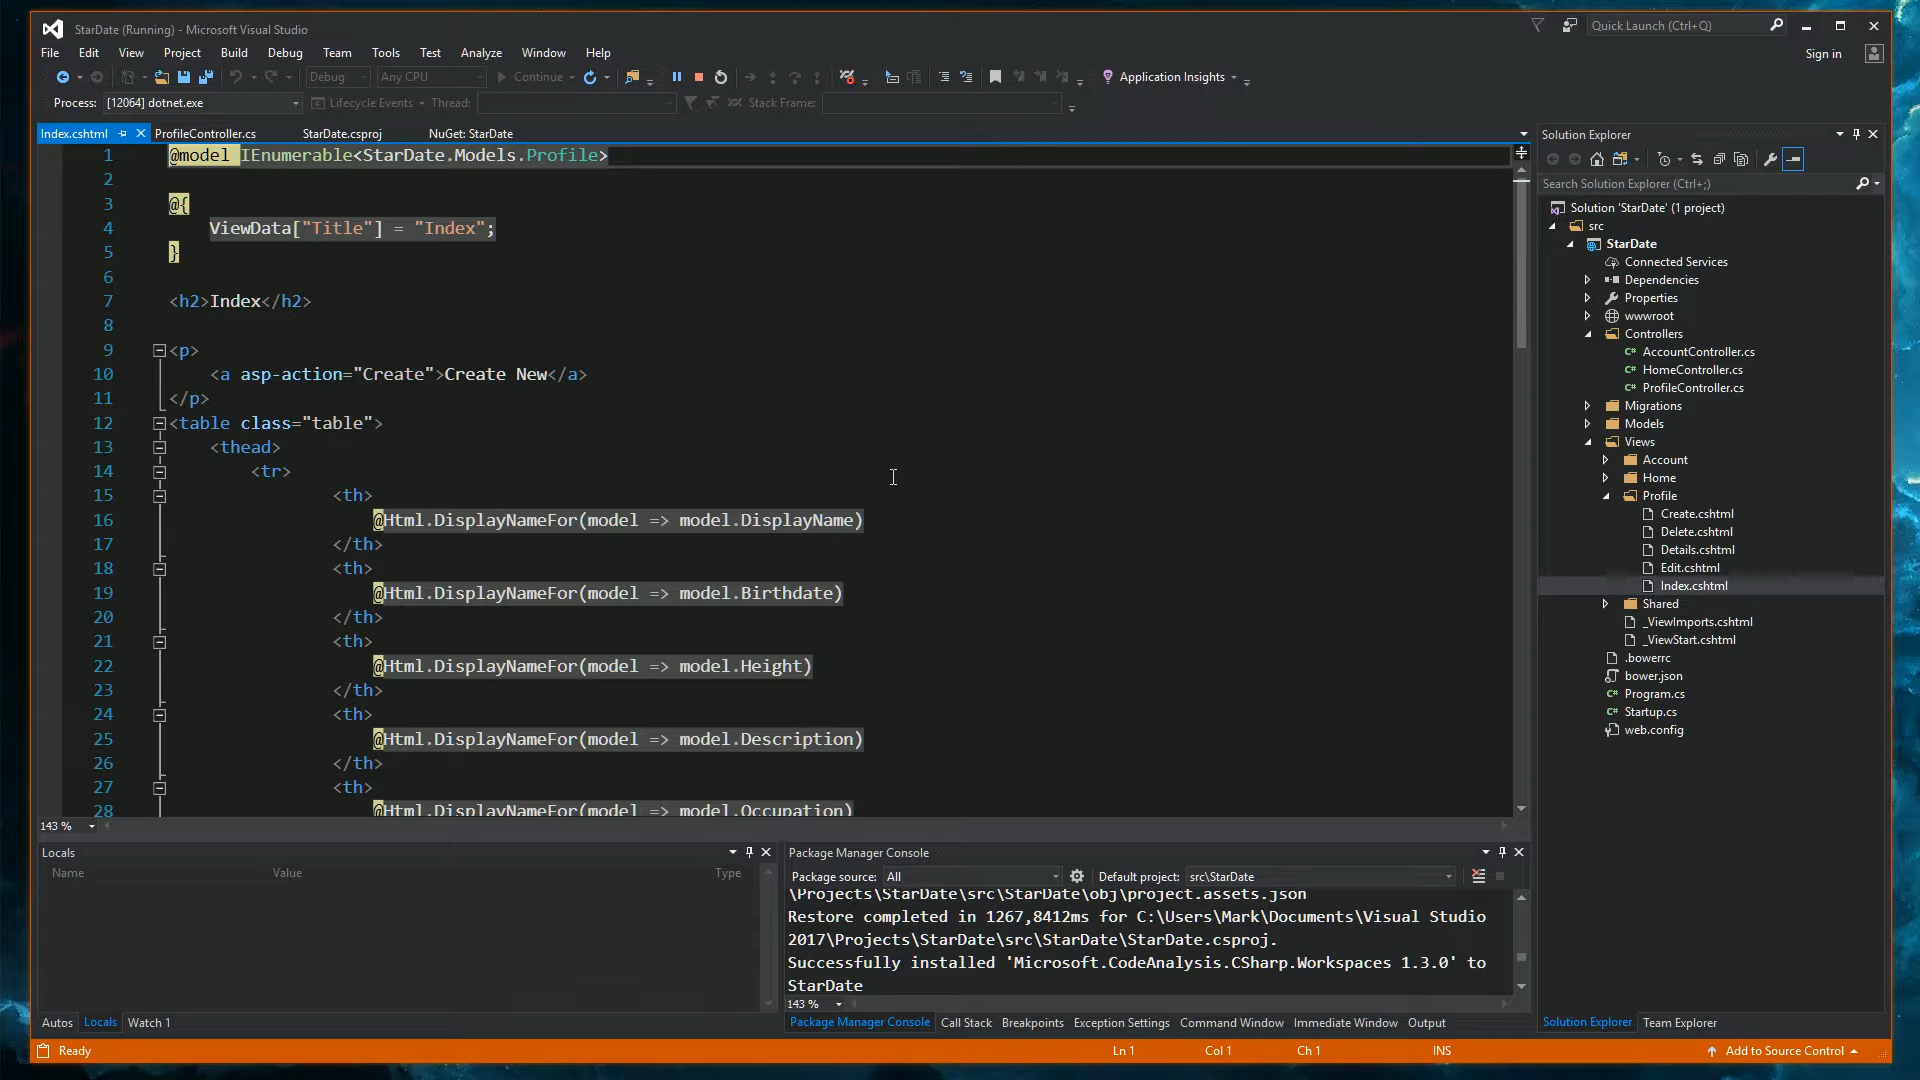 StarDate (Running) - Microsoft Visual Studio
Quick Launch (Ctrl+Q)
File Edit View Project Build Debug Team Tools Test Analyze Window Help
Sign in
Debug Any CPU Continue Application Insights
Process: [12064] dotnet.exe Lifecycle Events Thread: Stack Frame:
Index.cshtml ProfileController.cs StarDate.csproj NuGet: StarDate
1 @model IEnumerable<StarDate.Models.Profile>
2
3 @{
4 ViewData["Title"] = "Index";
5 }
6
7 <h2>Index</h2>
8
9 <p>
10 <a asp-action="Create">Create New</a>
11 </p>
12 <table class="table">
13 <thead>
14 <tr>
15 <th>
16 @Html.DisplayNameFor(model => model.DisplayName)
17 </th>
18 <th>
19 @Html.DisplayNameFor(model => model.Birthdate)
20 </th>
21 <th>
22 @Html.DisplayNameFor(model => model.Height)
23 </th>
24 <th>
25 @Html.DisplayNameFor(model => model.Description)
26 </th>
27 <th>
28 @Html.DisplayNameFor(model => model.Occupation)
143 %
Solution Explorer
Search Solution Explorer (Ctrl+;)
Solution 'StarDate' (1 project)
src
StarDate
Connected Services
Dependencies
Properties
wwwroot
Controllers
C# AccountController.cs
C# HomeController.cs
C# ProfileController.cs
Migrations
Models
Views
Account
Home
Profile
Create.cshtml
Delete.cshtml
Details.cshtml
Edit.cshtml
Index.cshtml
Shared
_ViewImports.cshtml
_ViewStart.cshtml
.bowerrc
bower.json
C# Program.cs
C# Startup.cs
web.config
Solution Explorer Team Explorer
Locals
Name Value Type
Autos Locals Watch 1
Package Manager Console
Package source: All Default project: src\StarDate
\Projects\StarDate\src\StarDate\obj\project.assets.json
Restore completed in 1267,8412ms for C:\Users\Mark\Documents\Visual Studio
2017\Projects\StarDate\src\StarDate\StarDate.csproj.
Successfully installed 'Microsoft.CodeAnalysis.CSharp.Workspaces 1.3.0' to
StarDate
143 %
Package Manager Console Call Stack Breakpoints Exception Settings Command Window Immediate Window Output
Ready Ln 1 Col 1 Ch 1 INS Add to Source Control